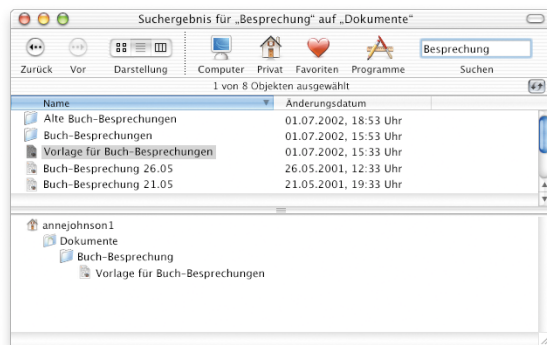 Suchergebnis für „Besprechung“ auf „Dokumente“
Zurück Vor Darstellung Computer Privat Favoriten Programme Besprechung Suchen
1 von 8 Objekten ausgewählt
Name Änderungsdatum
Alte Buch-Besprechungen 01.07.2002, 18:53 Uhr
Buch-Besprechungen 01.07.2002, 15:53 Uhr
Vorlage für Buch-Besprechungen 01.07.2002, 15:33 Uhr
Buch-Besprechung 26.05 26.05.2001, 12:33 Uhr
Buch-Besprechung 21.05 21.05.2001, 19:33 Uhr
annejohnson1
Dokumente
Buch-Besprechung
Vorlage für Buch-Besprechungen